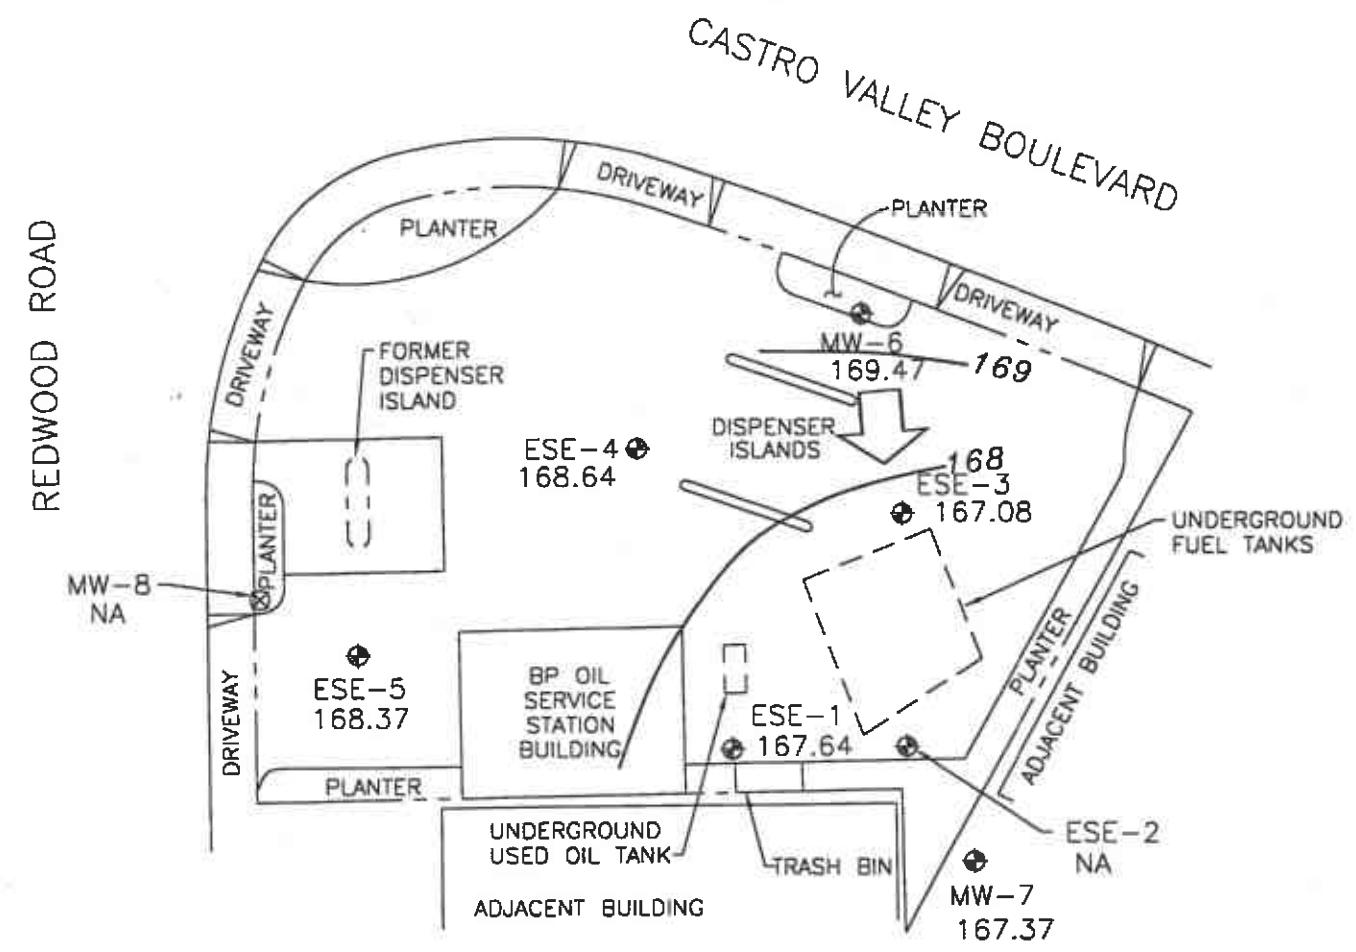 CASTRO VALLEY BOULEVARD
REDWOOD ROAD
DRIVEWAY
PLANTER
PLANTER
DRIVEWAY
DRIVEWAY
FORMER
DISPENSER
ISLAND
MW-6
169.47
169
DISPENSER
ISLANDS
ESE-4
168.64
168
ESE-3
167.08
UNDERGROUND
FUEL TANKS
PLANTER
MW-8
NA
ESE-5
168.37
BP OIL
SERVICE
STATION
BUILDING
ESE-1
167.64
PLANTER
ADJACENT BUILDING
DRIVEWAY
PLANTER
UNDERGROUND
USED OIL TANK
TRASH BIN
ESE-2
NA
MW-7
167.37
ADJACENT BUILDING